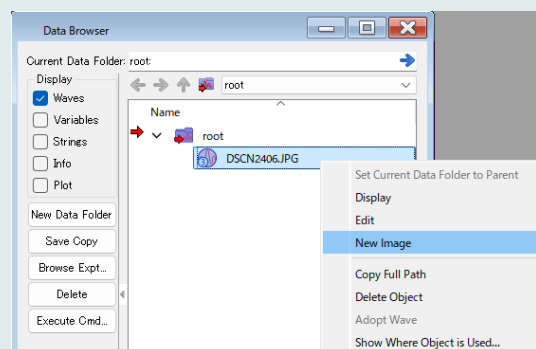 Data Browser
Current Data Folder: root:
Display
Waves
Variables
Strings
Info
Plot
New Data Folder
Save Copy
Browse Expt...
Delete
Execute Cmd...
root
Name
root
3
DSCN2406.JPG
Set Current Data Folder to Parent
Display
Edit
New Image
Copy Full Path
Delete Object
Adopt Wave
Show Where Object is Used...